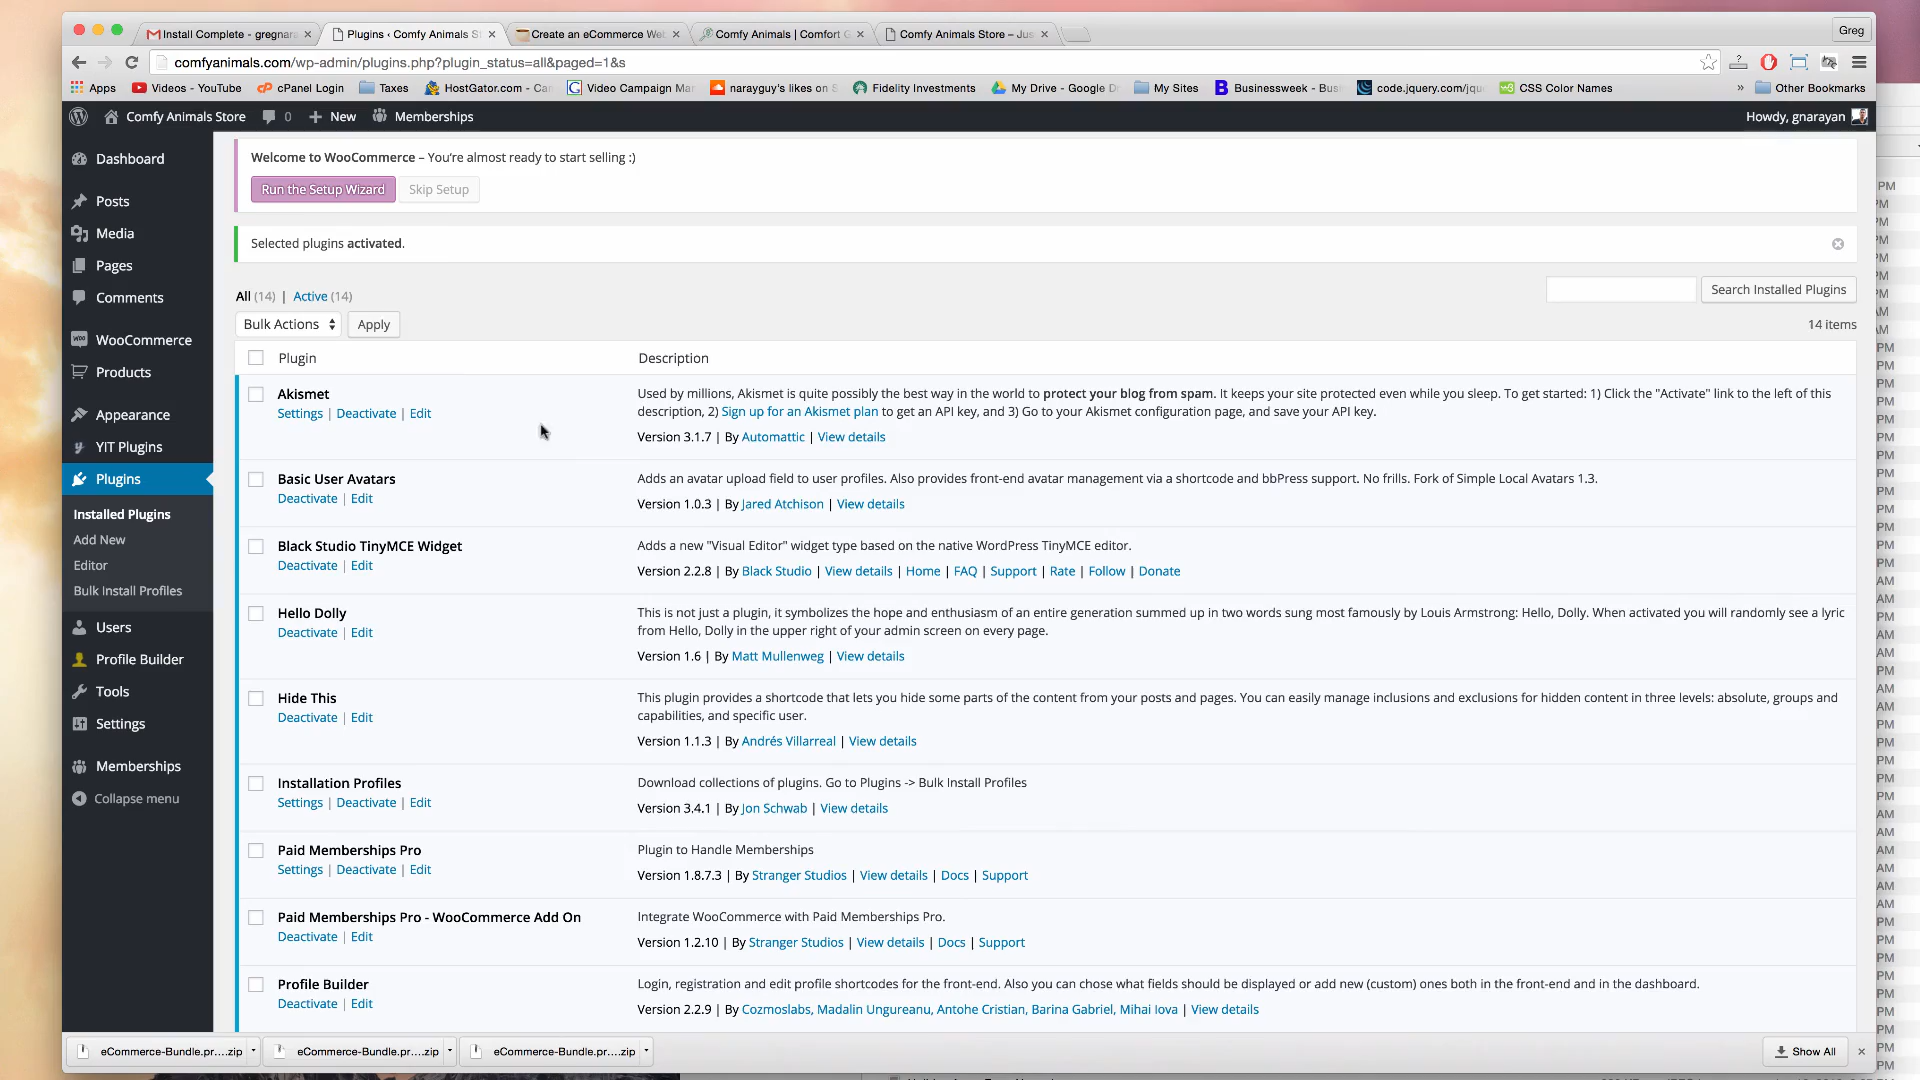 Install Complete - gregnara
Plugins ‹ Comfy Animals S
Create an eCommerce Web
Comfy Animals | Comfort G
Comfy Animals Store – Jus
Greg
comfyanimals.com/wp-admin/plugins.php?plugin_status=all&paged=1&s
Apps
Videos - YouTube
cPanel Login
Taxes
HostGator.com - Ca
Video Campaign Mar
narayguy's likes on S
Fidelity Investments
My Drive - Google D
My Sites
Businessweek - Bus
code.jquery.com/jqu
CSS Color Names
»
Other Bookmarks
Comfy Animals Store
0
+ New
Memberships
Howdy, gnarayan
Dashboard
Posts
Media
Pages
Comments
WooCommerce
Products
Appearance
YIT Plugins
Plugins
Installed Plugins
Add New
Editor
Bulk Install Profiles
Users
Profile Builder
Tools
Settings
Memberships
Collapse menu
Welcome to WooCommerce – You're almost ready to start selling :)
Run the Setup Wizard
Skip Setup
Selected plugins activated.
All (14) | Active (14)
Search Installed Plugins
Bulk Actions
Apply
14 items
Plugin
Description
Akismet
Settings | Deactivate | Edit
Used by millions, Akismet is quite possibly the best way in the world to protect your blog from spam. It keeps your site protected even while you sleep. To get started: 1) Click the "Activate" link to the left of this
description, 2) Sign up for an Akismet plan to get an API key, and 3) Go to your Akismet configuration page, and save your API key.
Version 3.1.7 | By Automattic | View details
Basic User Avatars
Deactivate | Edit
Adds an avatar upload field to user profiles. Also provides front-end avatar management via a shortcode and bbPress support. No frills. Fork of Simple Local Avatars 1.3.
Version 1.0.3 | By Jared Atchison | View details
Black Studio TinyMCE Widget
Deactivate | Edit
Adds a new "Visual Editor" widget type based on the native WordPress TinyMCE editor.
Version 2.2.8 | By Black Studio | View details | Home | FAQ | Support | Rate | Follow | Donate
Hello Dolly
Deactivate | Edit
This is not just a plugin, it symbolizes the hope and enthusiasm of an entire generation summed up in two words sung most famously by Louis Armstrong: Hello, Dolly. When activated you will randomly see a lyric
from Hello, Dolly in the upper right of your admin screen on every page.
Version 1.6 | By Matt Mullenweg | View details
Hide This
Deactivate | Edit
This plugin provides a shortcode that lets you hide some parts of the content from your posts and pages. You can easily manage inclusions and exclusions for hidden content in three levels: absolute, groups and
capabilities, and specific user.
Version 1.1.3 | By Andrés Villarreal | View details
Installation Profiles
Settings | Deactivate | Edit
Download collections of plugins. Go to Plugins -> Bulk Install Profiles
Version 3.4.1 | By Jon Schwab | View details
Paid Memberships Pro
Settings | Deactivate | Edit
Plugin to Handle Memberships
Version 1.8.7.3 | By Stranger Studios | View details | Docs | Support
Paid Memberships Pro - WooCommerce Add On
Deactivate | Edit
Integrate WooCommerce with Paid Memberships Pro.
Version 1.2.10 | By Stranger Studios | View details | Docs | Support
Profile Builder
Deactivate | Edit
Login, registration and edit profile shortcodes for the front-end. Also you can chose what fields should be displayed or add new (custom) ones both in the front-end and in the dashboard.
Version 2.2.9 | By Cozmoslabs, Madalin Ungureanu, Antohe Cristian, Barina Gabriel, Mihai Iova | View details
eCommerce-Bundle.pr....zip
eCommerce-Bundle.pr....zip
eCommerce-Bundle.pr....zip
Show All